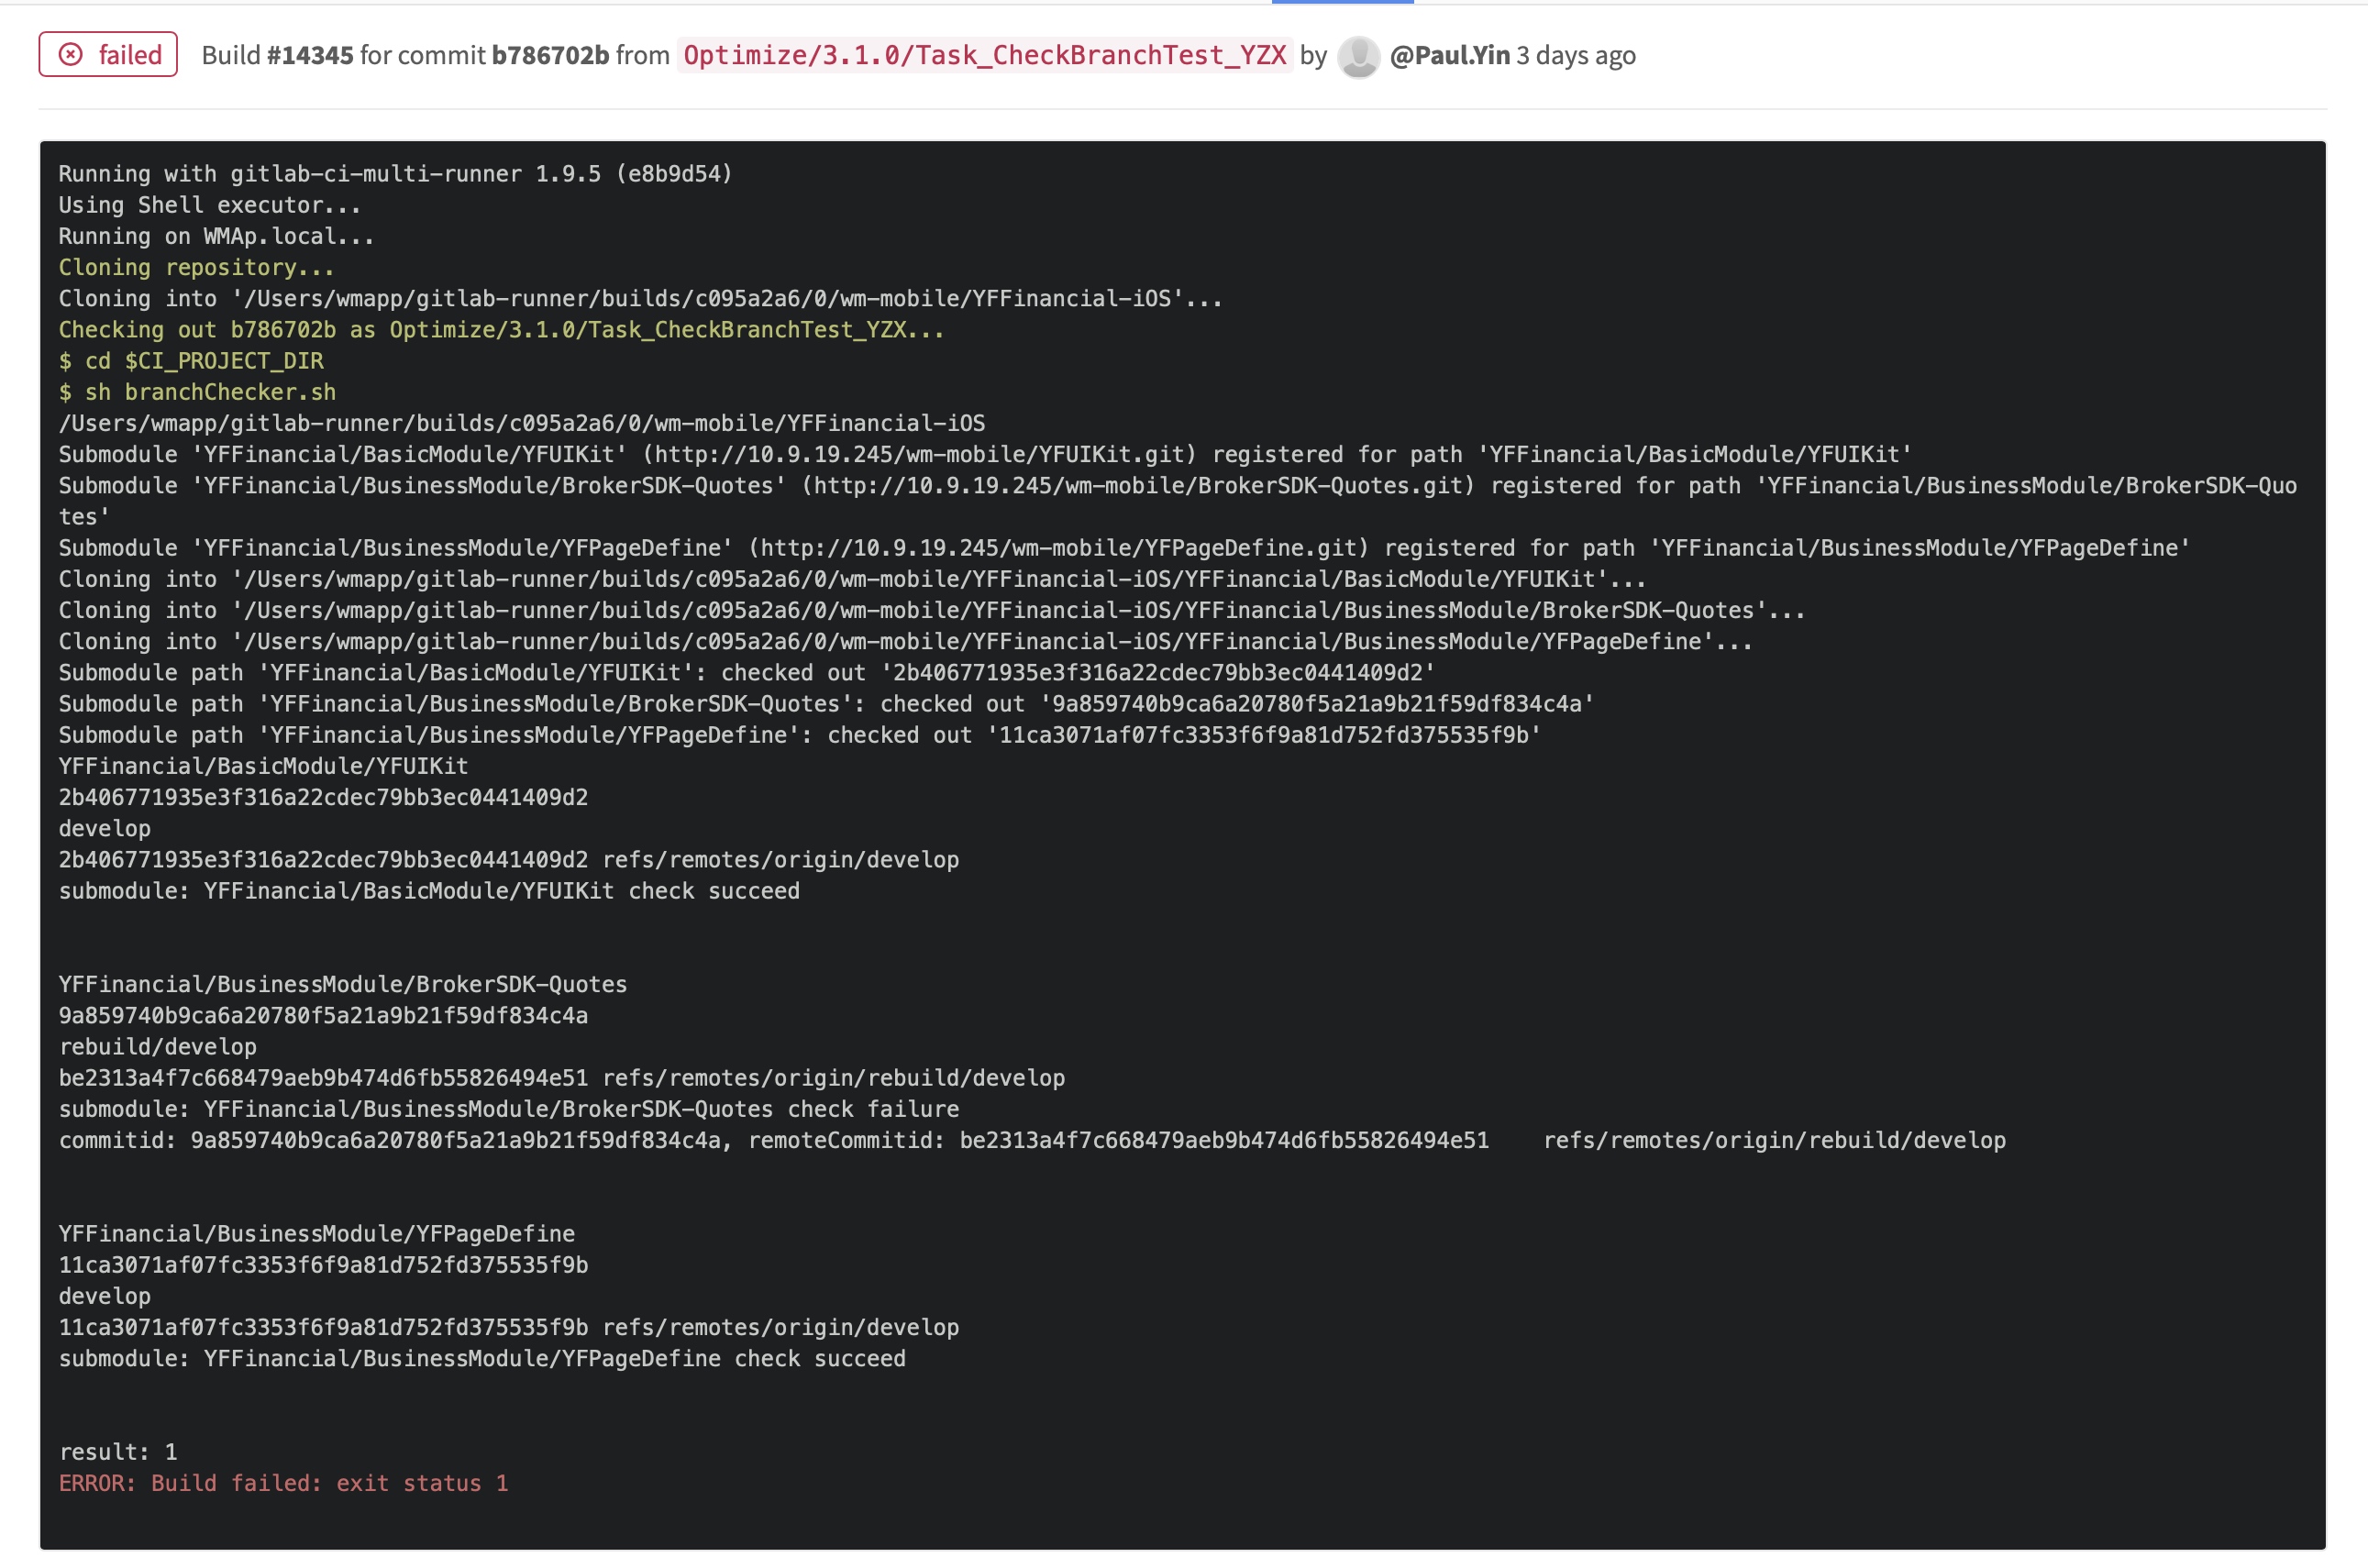 failed Build #14345 for commit b786702b from Optimize/3.1.0/Task_CheckBranchTest_YZX by @Paul.Yin 3 days ago
Running with gitlab-ci-multi-runner 1.9.5 (e8b9d54)
Using Shell executor...
Running on WMAp.local...
Cloning repository...
Cloning into '/Users/wmapp/gitlab-runner/builds/c095a2a6/0/wm-mobile/YFFinancial-iOS'...
Checking out b786702b as Optimize/3.1.0/Task_CheckBranchTest_YZX...
$ cd $CI_PROJECT_DIR
$ sh branchChecker.sh
/Users/wmapp/gitlab-runner/builds/c095a2a6/0/wm-mobile/YFFinancial-iOS
Submodule 'YFFinancial/BasicModule/YFUIKit' (http://10.9.19.245/wm-mobile/YFUIKit.git) registered for path 'YFFinancial/BasicModule/YFUIKit'
Submodule 'YFFinancial/BusinessModule/BrokerSDK-Quotes' (http://10.9.19.245/wm-mobile/BrokerSDK-Quotes.git) registered for path 'YFFinancial/BusinessModule/BrokerSDK-Quo
tes'
Submodule 'YFFinancial/BusinessModule/YFPageDefine' (http://10.9.19.245/wm-mobile/YFPageDefine.git) registered for path 'YFFinancial/BusinessModule/YFPageDefine'
Cloning into '/Users/wmapp/gitlab-runner/builds/c095a2a6/0/wm-mobile/YFFinancial-iOS/YFFinancial/BasicModule/YFUIKit'...
Cloning into '/Users/wmapp/gitlab-runner/builds/c095a2a6/0/wm-mobile/YFFinancial-iOS/YFFinancial/BusinessModule/BrokerSDK-Quotes'...
Cloning into '/Users/wmapp/gitlab-runner/builds/c095a2a6/0/wm-mobile/YFFinancial-iOS/YFFinancial/BusinessModule/YFPageDefine'...
Submodule path 'YFFinancial/BasicModule/YFUIKit': checked out '2b406771935e3f316a22cdec79bb3ec0441409d2'
Submodule path 'YFFinancial/BusinessModule/BrokerSDK-Quotes': checked out '9a859740b9ca6a20780f5a21a9b21f59df834c4a'
Submodule path 'YFFinancial/BusinessModule/YFPageDefine': checked out '11ca3071af07fc3353f6f9a81d752fd375535f9b'
YFFinancial/BasicModule/YFUIKit
2b406771935e3f316a22cdec79bb3ec0441409d2
develop
2b406771935e3f316a22cdec79bb3ec0441409d2 refs/remotes/origin/develop
submodule: YFFinancial/BasicModule/YFUIKit check succeed
YFFinancial/BusinessModule/BrokerSDK-Quotes
9a859740b9ca6a20780f5a21a9b21f59df834c4a
rebuild/develop
be2313a4f7c668479aeb9b474d6fb55826494e51 refs/remotes/origin/rebuild/develop
submodule: YFFinancial/BusinessModule/BrokerSDK-Quotes check failure
commitid: 9a859740b9ca6a20780f5a21a9b21f59df834c4a, remoteCommitid: be2313a4f7c668479aeb9b474d6fb55826494e51    refs/remotes/origin/rebuild/develop
YFFinancial/BusinessModule/YFPageDefine
11ca3071af07fc3353f6f9a81d752fd375535f9b
develop
11ca3071af07fc3353f6f9a81d752fd375535f9b refs/remotes/origin/develop
submodule: YFFinancial/BusinessModule/YFPageDefine check succeed
result: 1
ERROR: Build failed: exit status 1